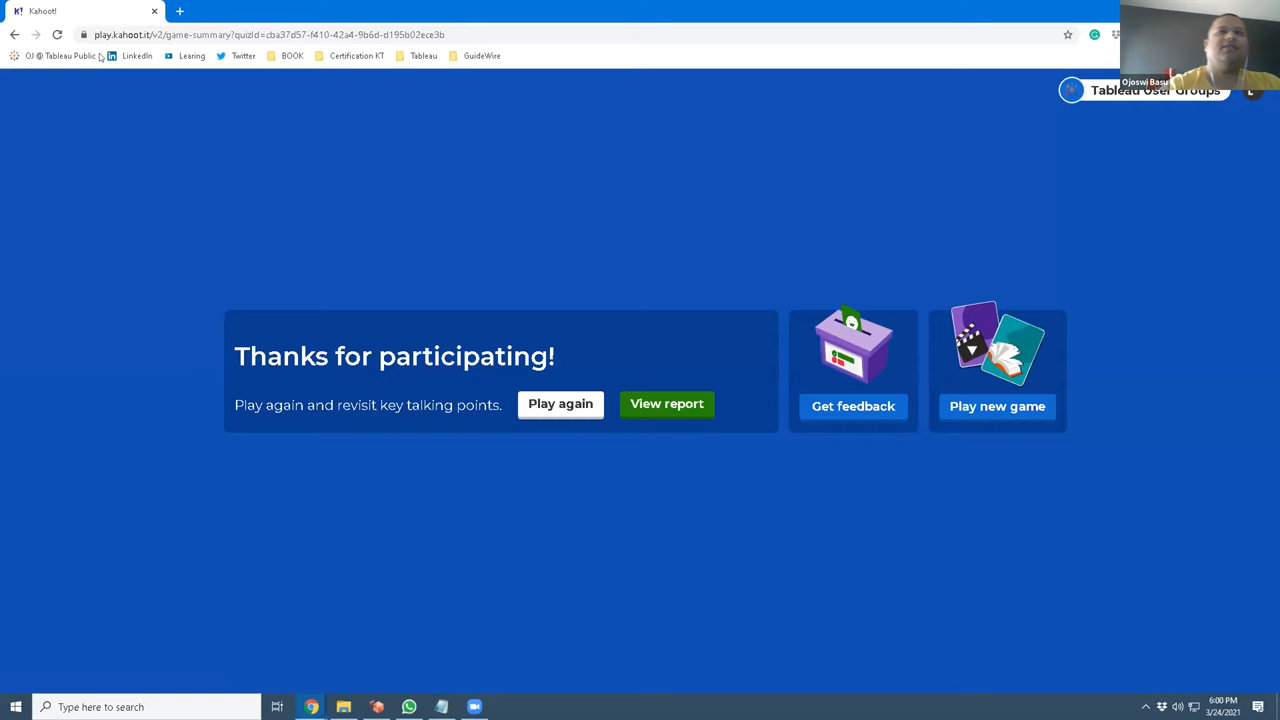 K! Kahoot!
play.kahoot.it/v2/game-summary?quizId=cba37d57-f410-42a4-9b6d-d195b02ece3b
OJ @ Tableau Public LinkedIn Learing Twitter BOOK Certification KT Tableau GuideWire
Ojoswi Basu
Tableau User Groups
Thanks for participating!
Play again and revisit key talking points. Play again View report
Get feedback
Play new game
Type here to search
6:00 PM
3/24/2021